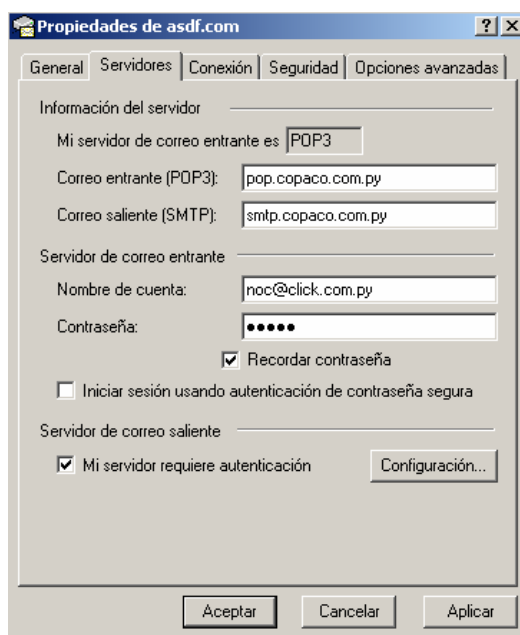 Propiedades de asdf.com
General Servidores Conexión Seguridad Opciones avanzadas
Información del servidor
Mi servidor de correo entrante es POP3
Correo entrante (POP3): pop.copaco.com.py
Correo saliente (SMTP): smtp.copaco.com.py
Servidor de correo entrante
Nombre de cuenta: noc@click.com.py
Contraseña: •••••
Recordar contraseña
Iniciar sesión usando autenticación de contraseña segura
Servidor de correo saliente
Mi servidor requiere autenticación Configuración...
Aceptar Cancelar Aplicar